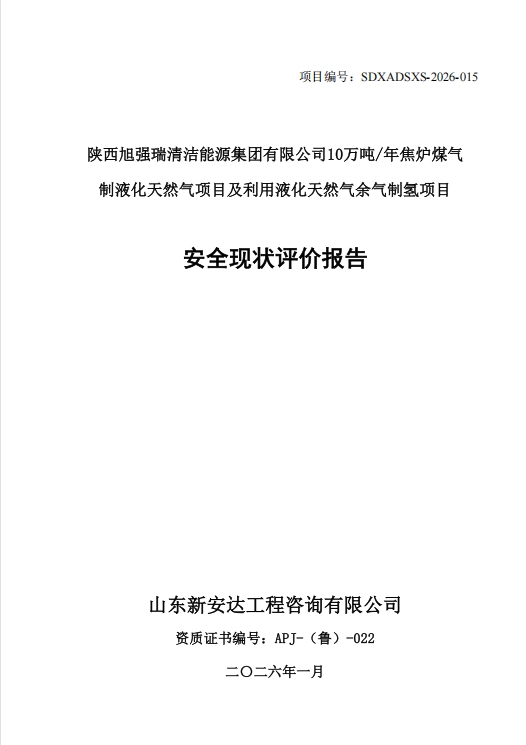 项目编号：SDXADSXS-2026-015
陕西旭强瑞清洁能源集团有限公司10万吨/年焦炉煤气
制液化天然气项目及利用液化天然气余气制氢项目
安全现状评价报告
山东新安达工程咨询有限公司
资质证书编号：APJ-（鲁）-022
二〇二六年一月